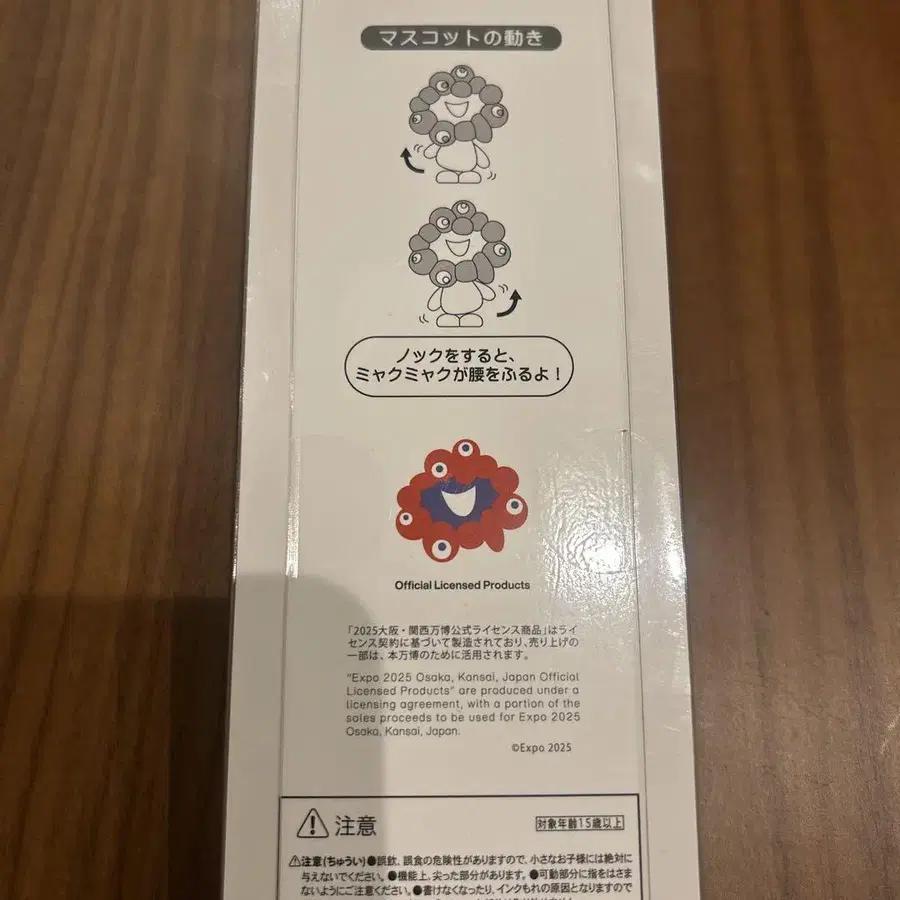 マスコットの動き
ノックをすると、
ミャクミャクが腰をふるよ！
Official Licensed Products
「2025大阪・関西万博公式ライセンス商品」はライ
センス契約に基づいて製造されており、売り上げの
一部は、本万博のために活用されます。
"Expo 2025 Osaka, Kansai, Japan Official
Licensed Products" are produced under a
licensing agreement, with a portion of the
sales proceeds to be used for Expo 2025
Osaka, Kansai, Japan.
©Expo 2025
注意
対象年齢15歳以上
注意(ちゅうい)●誤飲、誤食の危険性がありますので、小さなお子様には絶対に
与えないでください。●機能上、尖った部分があります。●可動部分に指をはさま
ないようにご注意ください。●書けなくなったり、インクもれの原因となりますので